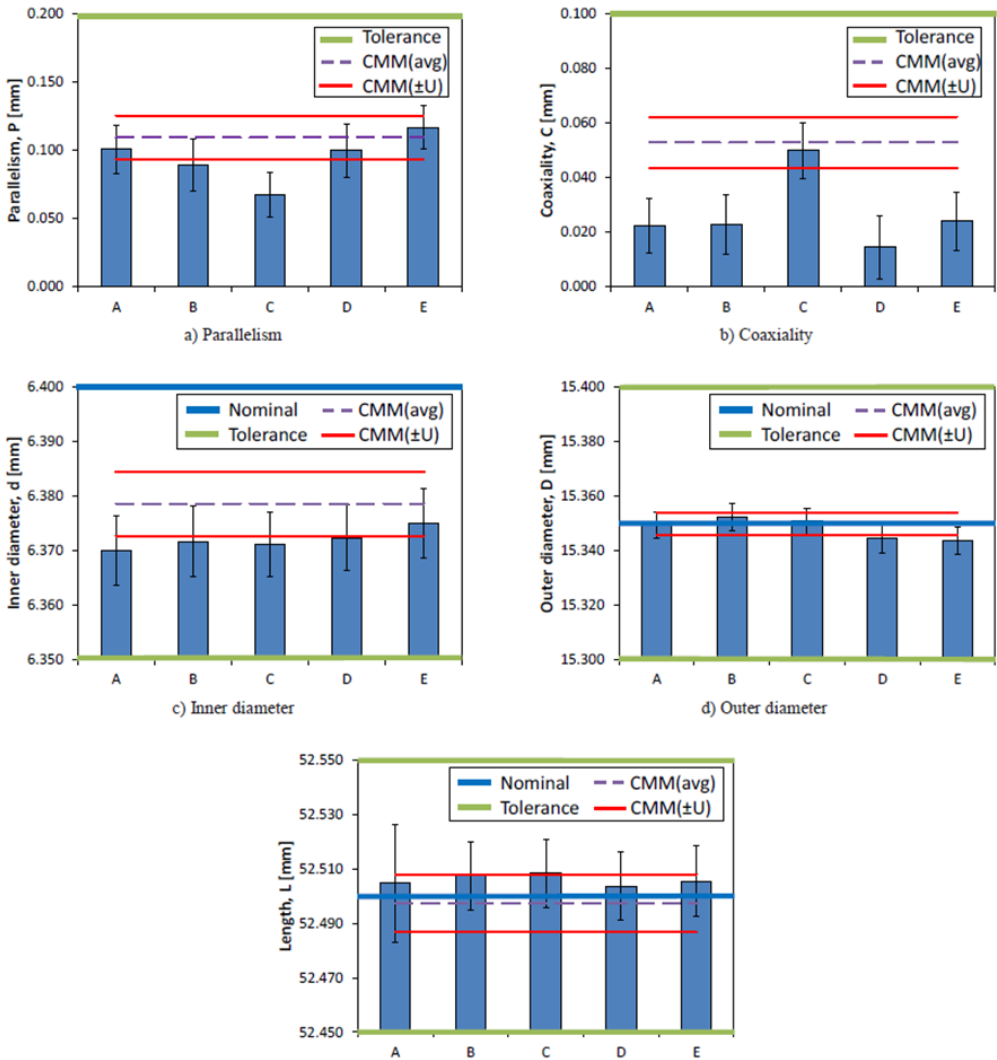 0.200
0.150
0.100
0.050
0.000
Parallelism, P [mm]
Tolerance
CMM(avg)
CMM(±U)
A B C D E
a) Parallelism
0.100
0.080
0.060
0.040
0.020
0.000
Coaxiality, C [mm]
Tolerance
CMM(avg)
CMM(±U)
A B C D E
b) Coaxiality
6.400
6.390
6.380
6.370
6.360
6.350
Inner diameter, d [mm]
Nominal CMM(avg)
Tolerance CMM(±U)
A B C D E
c) Inner diameter
15.400
15.380
15.360
15.340
15.320
15.300
Outer diameter, D [mm]
Nominal CMM(avg)
Tolerance CMM(±U)
A B C D E
d) Outer diameter
52.550
52.530
52.510
52.490
52.470
52.450
Length, L [mm]
Nominal CMM(avg)
Tolerance CMM(±U)
A B C D E